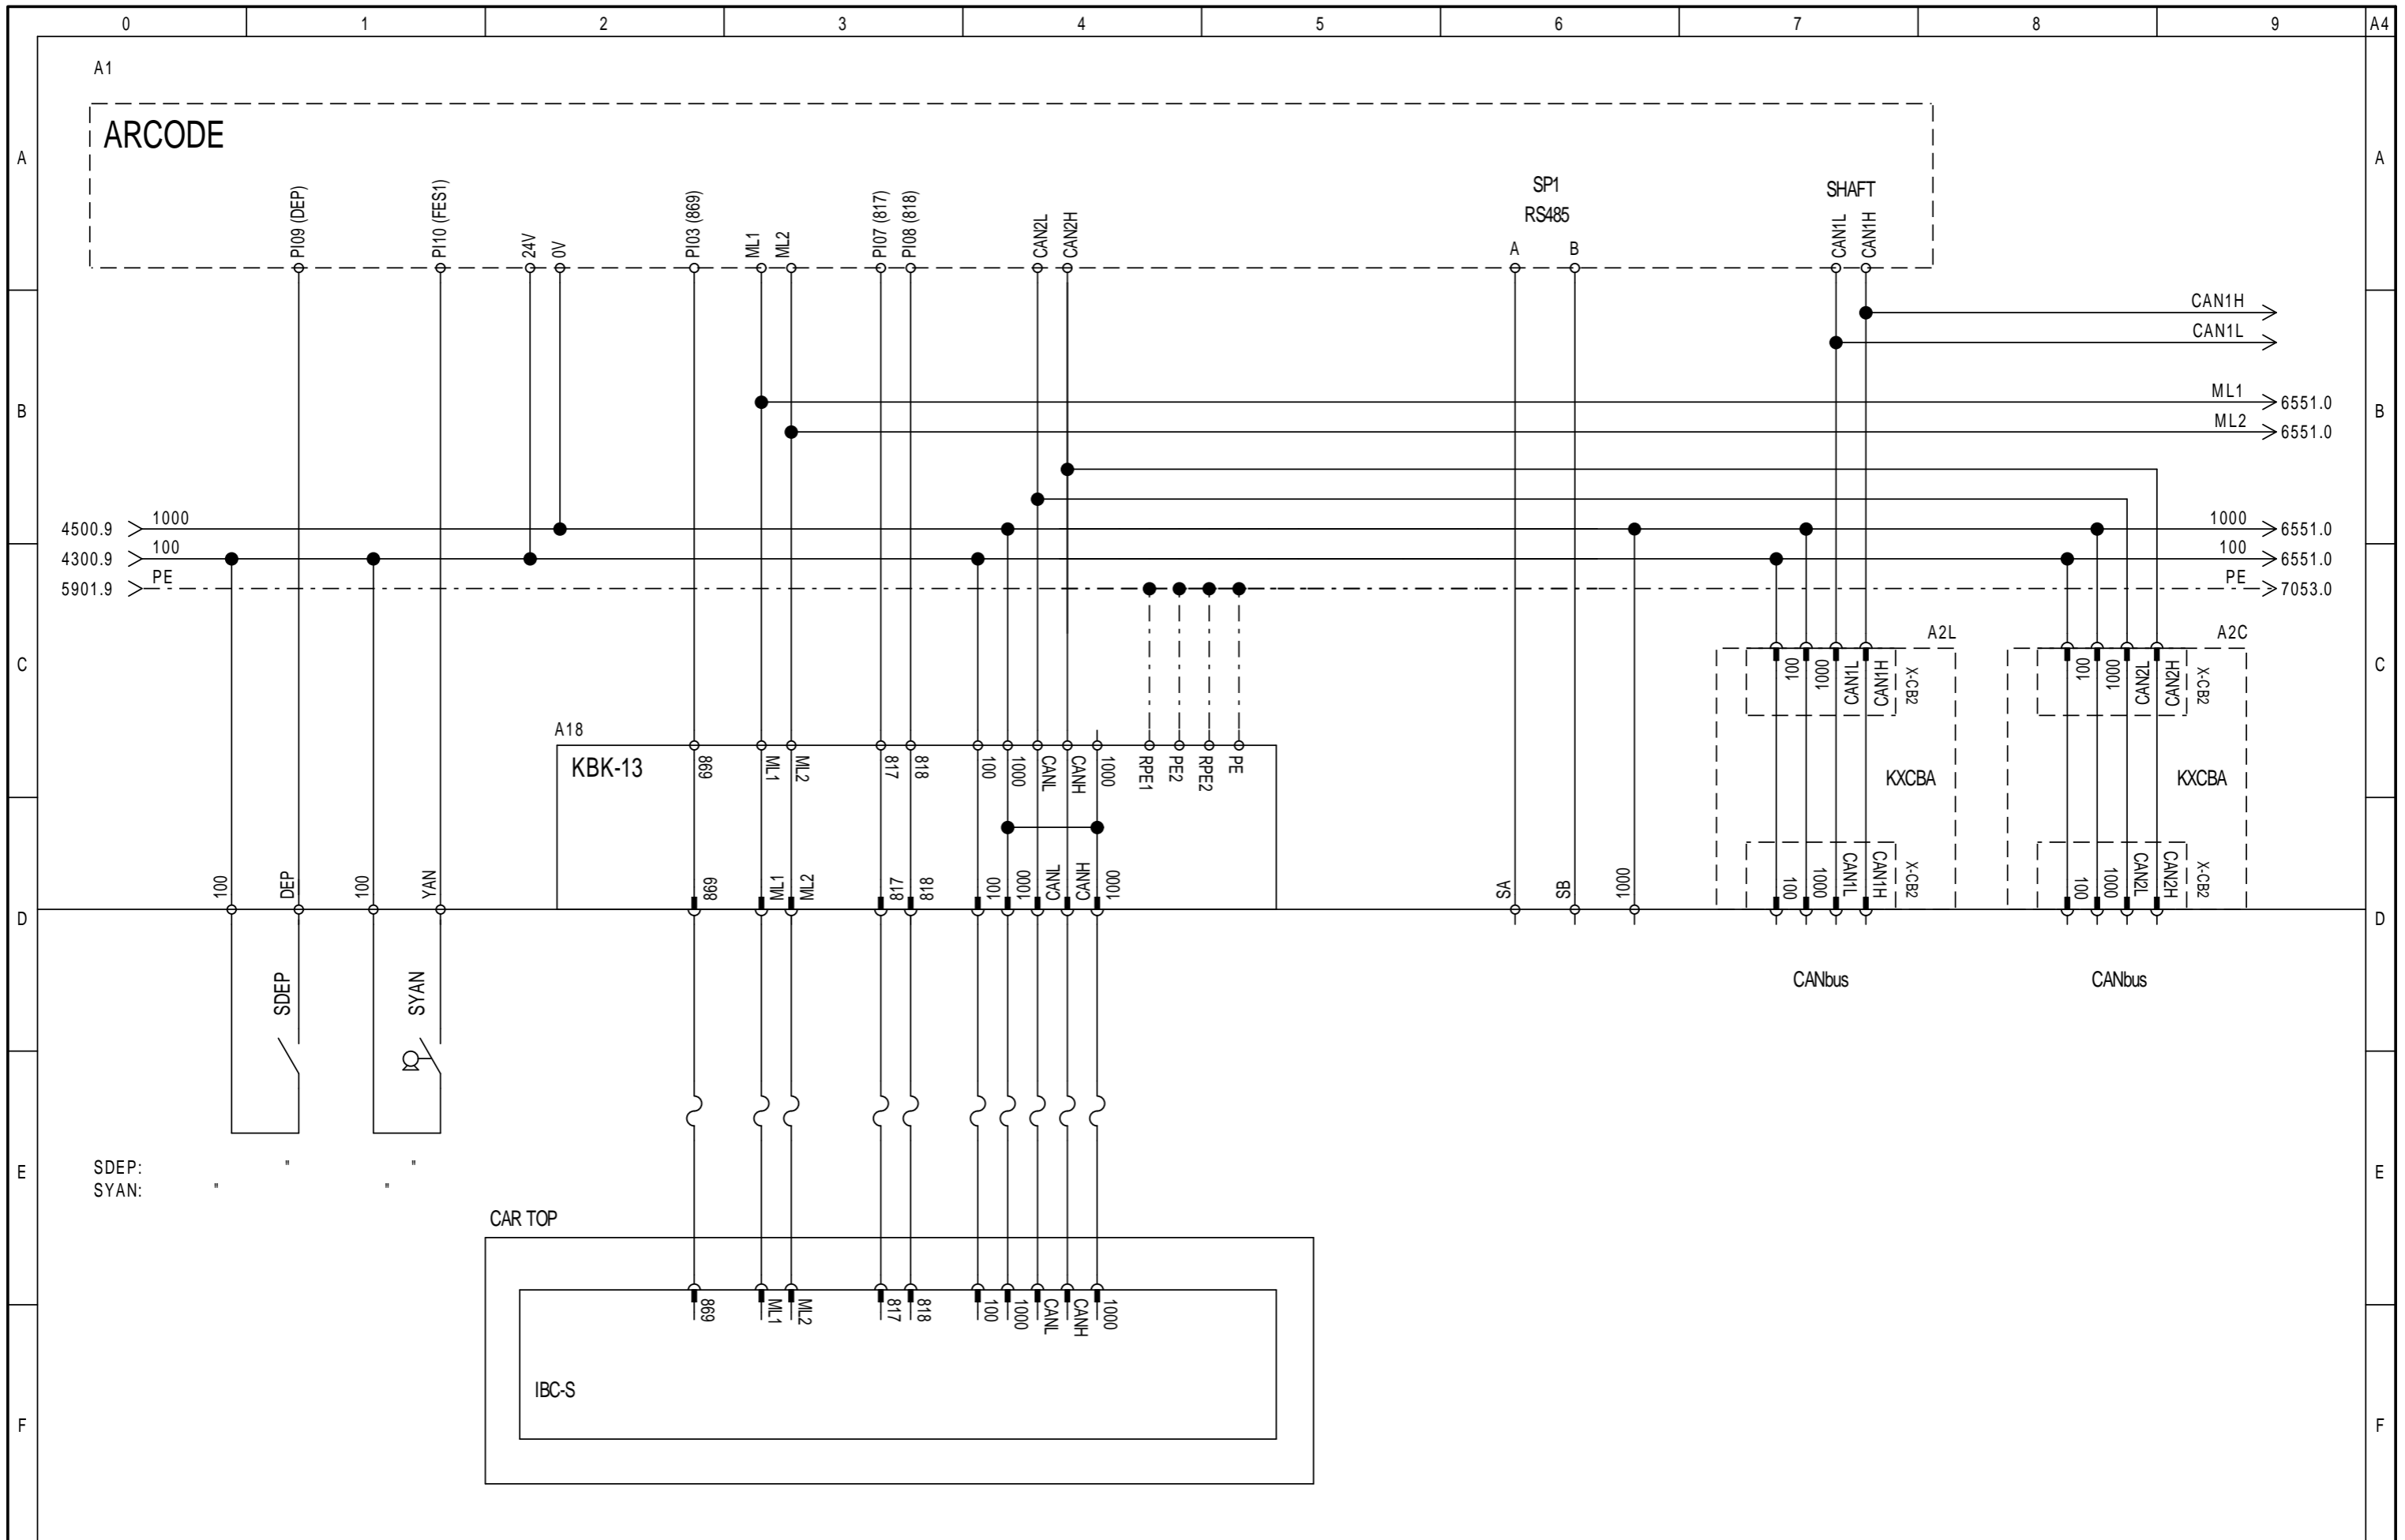 0 1 2 3 4 5 6 7 8 9 A4
A1
ARCODE
A A
PI09 (DEP)
PI10 (FES1)
24V
0V
PI03 (869)
ML1
ML2
PI07 (817)
PI08 (818)
CAN2L
CAN2H
SP1
RS485
A B
SHAFT
CAN1L
CAN1H
CAN1H
CAN1L
B B
ML1 6551.0
ML2 6551.0
4500.9 1000 1000 6551.0
4300.9 100 100 6551.0
5901.9 PE PE 7053.0
C C
A2L
100
1000
CAN1L
CAN1H
X-CB2
KXCBA
100
1000
CAN1L
CAN1H
X-CB2
A2C
100
1000
CAN2L
CAN2H
X-CB2
KXCBA
100
1000
CAN2L
CAN2H
X-CB2
A18
KBK-13
869
ML1
ML2
817
818
100
1000
CANL
CANH
1000
RPE1
PE2
RPE2
PE
100
DEP
100
YAN
869
ML1
ML2
817
818
100
1000
CANL
CANH
1000
SA
SB
1000
D D
SDEP
SYAN
CANbus
CANbus
E E
SDEP: " "
SYAN: " "
CAR TOP
869
ML1
ML2
817
818
100
1000
CANL
CANH
1000
IBC-S
F F